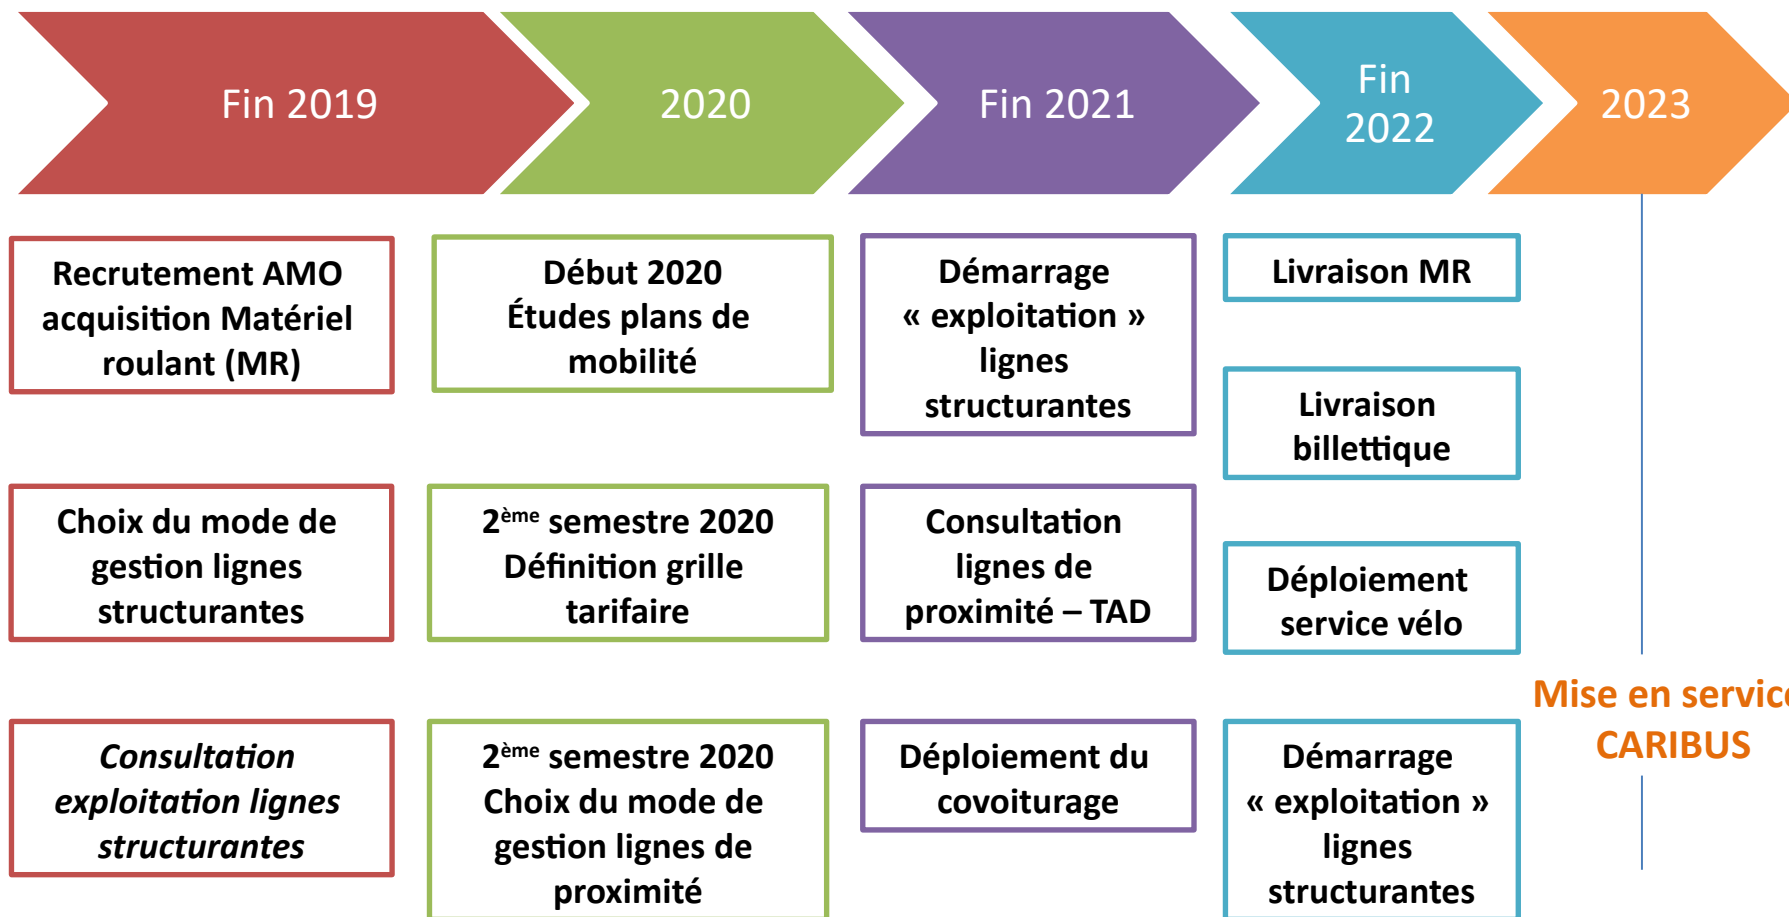 Fin 2019
2020
Fin 2021
Fin
2022
2023
Recrutement AMO
acquisition Matériel
roulant (MR)
Choix du mode de
gestion lignes
structurantes
Consultation
exploitation lignes
structurantes
Début 2020
Études plans de
mobilité
2ème semestre 2020
Définition grille
tarifaire
2ème semestre 2020
Choix du mode de
gestion lignes de
proximité
Démarrage
« exploitation »
lignes
structurantes
Consultation
lignes de
proximité – TAD
Déploiement du
covoiturage
Livraison MR
Livraison
billettique
Déploiement
service vélo
Démarrage
« exploitation »
lignes
structurantes
Mise en service
CARIBUS